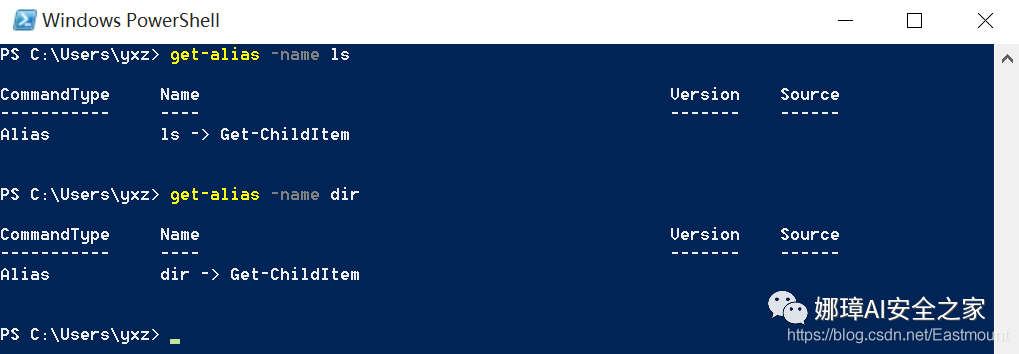 Windows PowerShell
PS C:\Users\yxz> get-alias -name ls
CommandType     Name                                               Version    Source
-----------     ----                                               -------    ------
Alias           ls -> Get-ChildItem
PS C:\Users\yxz> get-alias -name dir
CommandType     Name                                               Version    Source
-----------     ----                                               -------    ------
Alias           dir -> Get-ChildItem
娜璋AI安全之家
PS C:\Users\yxz>
https://blog.csdn.net/Eastmount